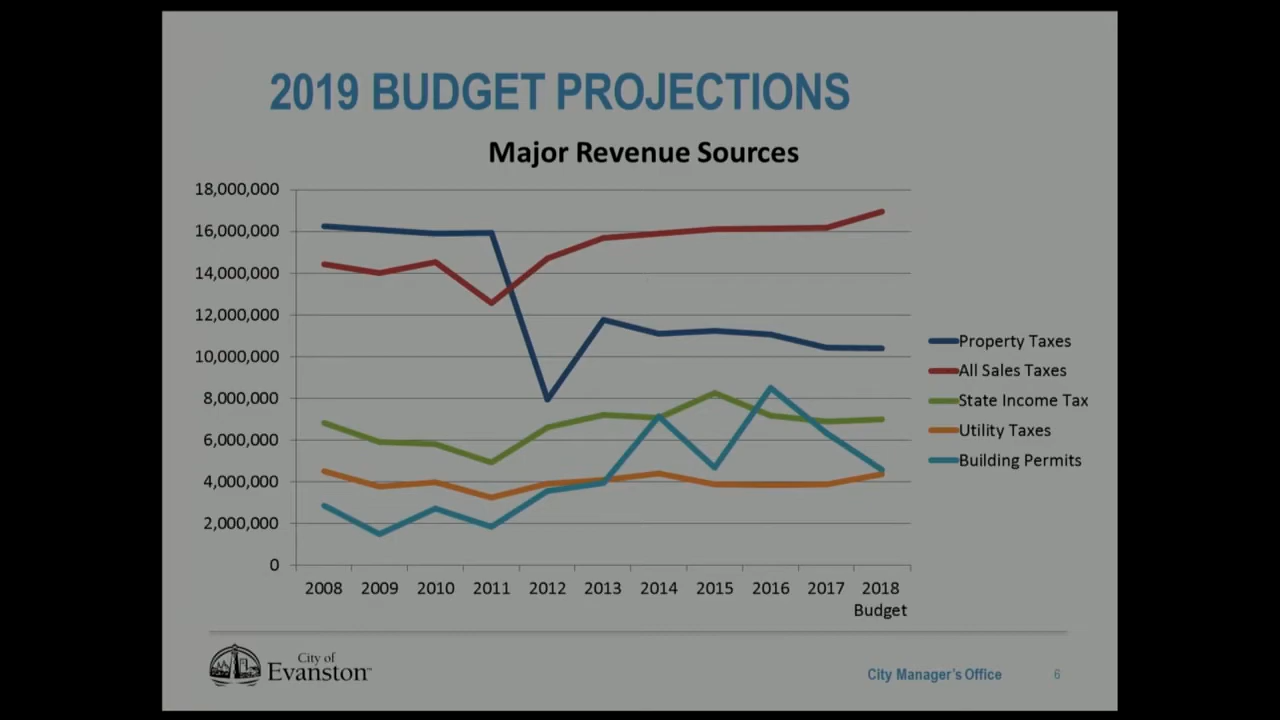 2019 BUDGET PROJECTIONS
Major Revenue Sources
18,000,000
16,000,000
14,000,000
12,000,000
10,000,000
8,000,000
6,000,000
4,000,000
2,000,000
0
2008 2009 2010 2011 2012 2013 2014 2015 2016 2017 2018
Budget
Property Taxes
All Sales Taxes
State Income Tax
Utility Taxes
Building Permits
City of
Evanston™
City Manager's Office 6